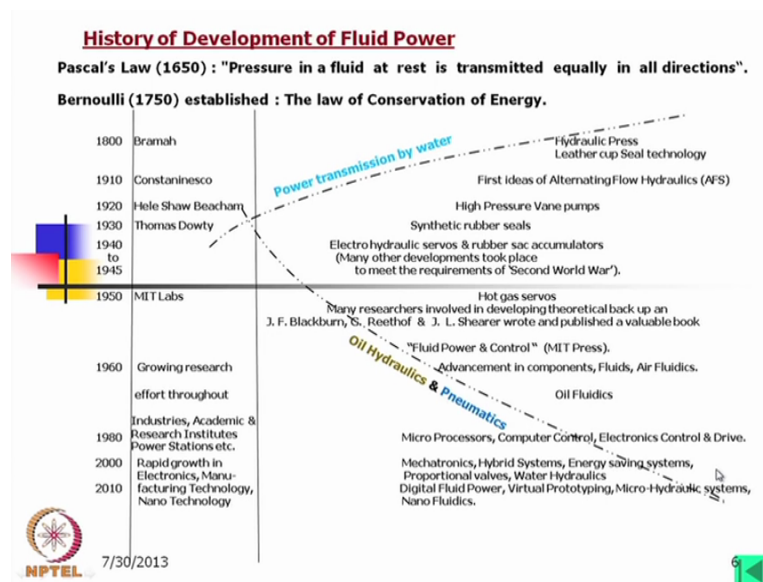 History of Development of Fluid Power
Pascal's Law (1650) : "Pressure in a fluid at rest is transmitted equally in all directions".
Bernoulli (1750) established : The law of Conservation of Energy.
Power transmission by water
1800 Bramah Hydraulic Press
Leather cup Seal technology
1910 Constaninesco First ideas of Alternating Flow Hydraulics (AFS)
1920 Hele Shaw Beacham High Pressure Vane pumps
1930 Thomas Dowty Synthetic rubber seals
1940 Electro hydraulic servos & rubber sac accumulators
to (Many other developments took place
1945 to meet the requirements of 'Second World War').
1950 MIT Labs Hot gas servos
Many researchers involved in developing theoretical back up an
J. F. Blackburn, G. Reethof & J. L. Shearer wrote and published a valuable book
"Fluid Power & Control" (MIT Press).
Oil Hydraulics & Pneumatics
1960 Growing research Advancement in components, Fluids, Air Fluidics.
effort throughout Oil Fluidics
Industries, Academic &
1980 Research Institutes Micro Processors, Computer Control, Electronics Control & Drive.
Power Stations etc.
2000 Rapid growth in Mechatronics, Hybrid Systems, Energy saving systems,
Electronics, Manu- Proportional valves, Water Hydraulics
2010 facturing Technology, Digital Fluid Power, Virtual Prototyping, Micro-Hydraulic systems,
Nano Technology Nano Fluidics.
NPTEL 7/30/2013 6